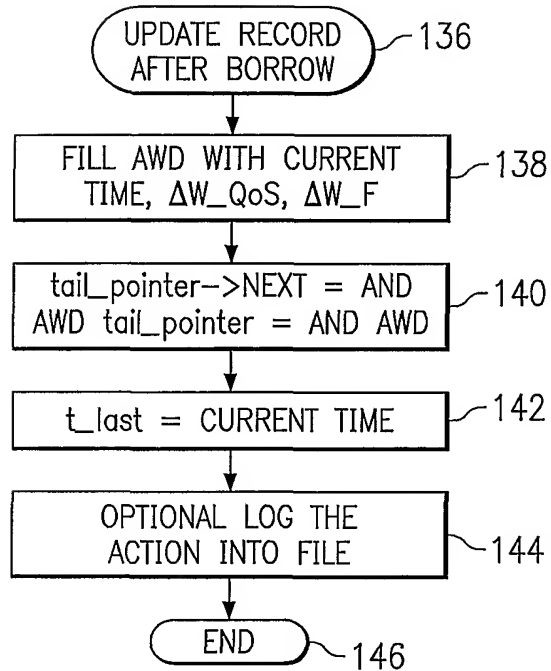 UPDATE RECORD
AFTER BORROW
136
FILL AWD WITH CURRENT
TIME, ΔW_QoS, ΔW_F
138
tail_pointer->NEXT = AND
AWD tail_pointer = AND AWD
140
t_last = CURRENT TIME
142
OPTIONAL LOG THE
ACTION INTO FILE
144
END
146